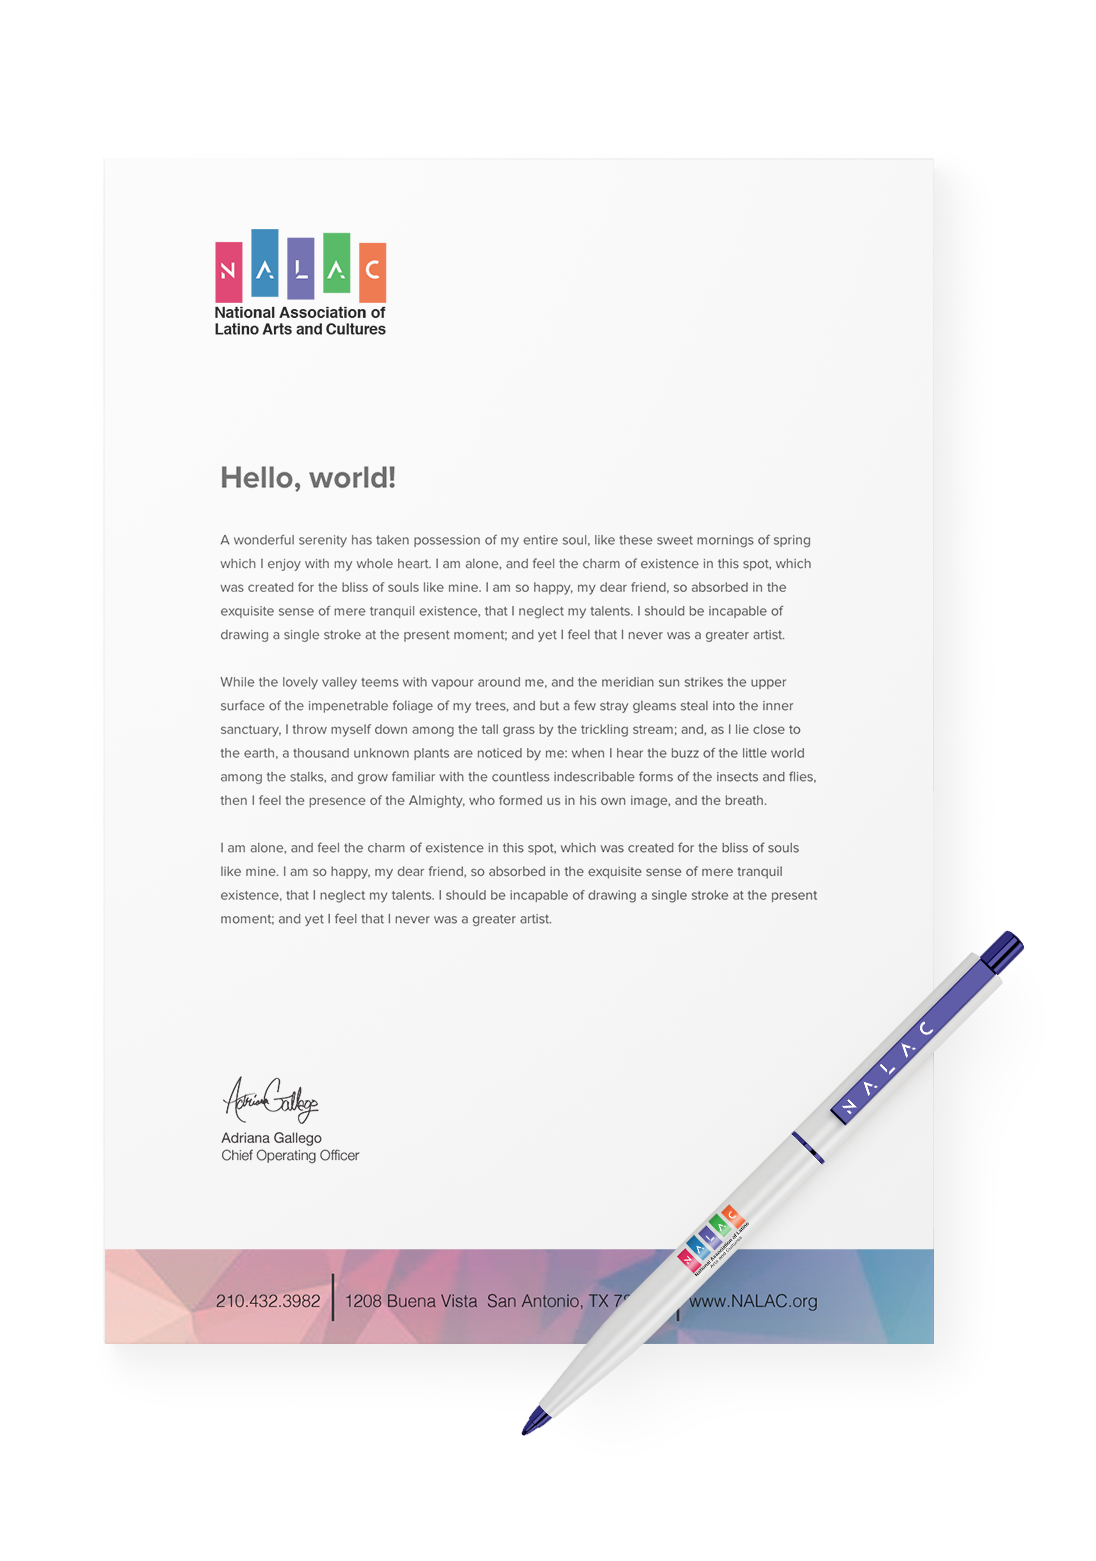 NALAC
National Association of
Latino Arts and Cultures
Hello, world!
A wonderful serenity has taken possession of my entire soul, like these sweet mornings of spring
which I enjoy with my whole heart. I am alone, and feel the charm of existence in this spot, which
was created for the bliss of souls like mine. I am so happy, my dear friend, so absorbed in the
exquisite sense of mere tranquil existence, that I neglect my talents. I should be incapable of
drawing a single stroke at the present moment; and yet I feel that I never was a greater artist.
While the lovely valley teems with vapour around me, and the meridian sun strikes the upper
surface of the impenetrable foliage of my trees, and but a few stray gleams steal into the inner
sanctuary, I throw myself down among the tall grass by the trickling stream; and, as I lie close to
the earth, a thousand unknown plants are noticed by me: when I hear the buzz of the little world
among the stalks, and grow familiar with the countless indescribable forms of the insects and flies,
then I feel the presence of the Almighty, who formed us in his own image, and the breath.
I am alone, and feel the charm of existence in this spot, which was created for the bliss of souls
like mine. I am so happy, my dear friend, so absorbed in the exquisite sense of mere tranquil
existence, that I neglect my talents. I should be incapable of drawing a single stroke at the present
moment; and yet I feel that I never was a greater artist.
Adriana Gallego
Adriana Gallego
Chief Operating Officer
NALAC
NALAC
National Association of Latino
Arts and Cultures
210.432.3982 | 1208 Buena Vista San Antonio, TX | www.NALAC.org